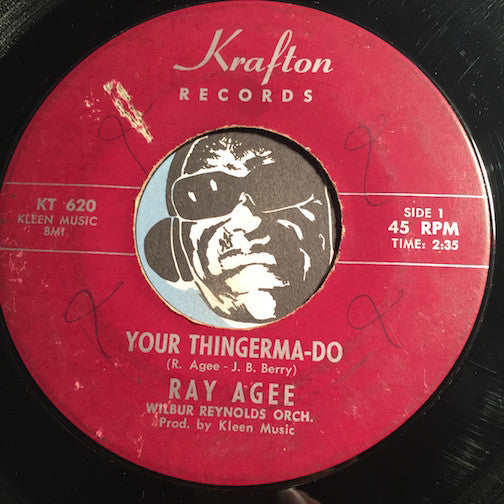 Krafton
RECORDS
KT 620
KLEEN MUSIC
BMI
SIDE 1
45 RPM
TIME: 2:35
YOUR THINGERMA-DO
(R. Agee - J. B. Berry)
RAY AGEE
WILBUR REYNOLDS ORCH.
Prod. by Kleen Music